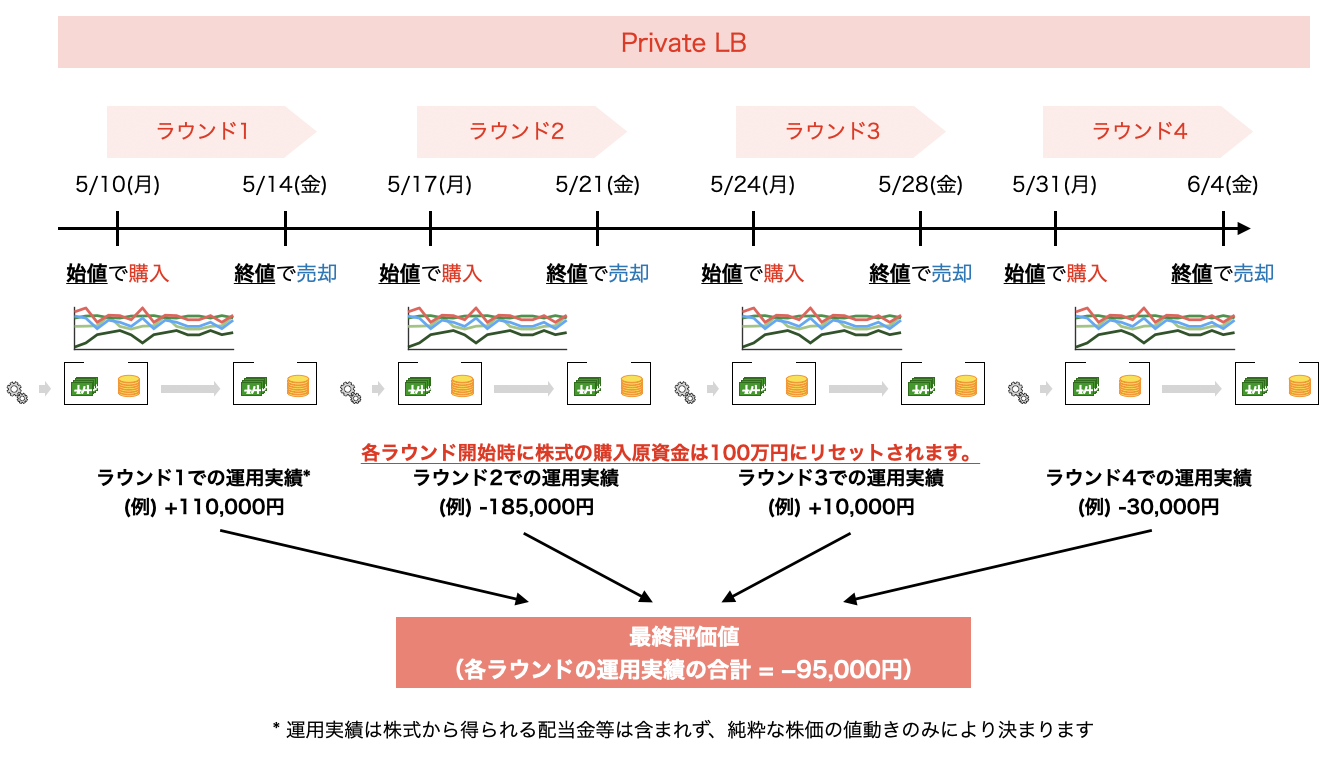 Private LB
ラウンド1
ラウンド2
ラウンド3
ラウンド4
5/10(月)
5/14(金)
5/17(月)
5/21(金)
5/24(月)
5/28(金)
5/31(月)
6/4(金)
始値で購入
終値で売却
始値で購入
終値で売却
始値で購入
終値で売却
始値で購入
終値で売却
各ラウンド開始時に株式の購入原資金は100万円にリセットされます。
ラウンド1での運用実績*
(例) +110,000円
ラウンド2での運用実績
(例) -185,000円
ラウンド3での運用実績
(例) +10,000円
ラウンド4での運用実績
(例) -30,000円
最終評価値
（各ラウンドの運用実績の合計 = –95,000円）
* 運用実績は株式から得られる配当金等は含まれず、純粋な株価の値動きのみにより決まります